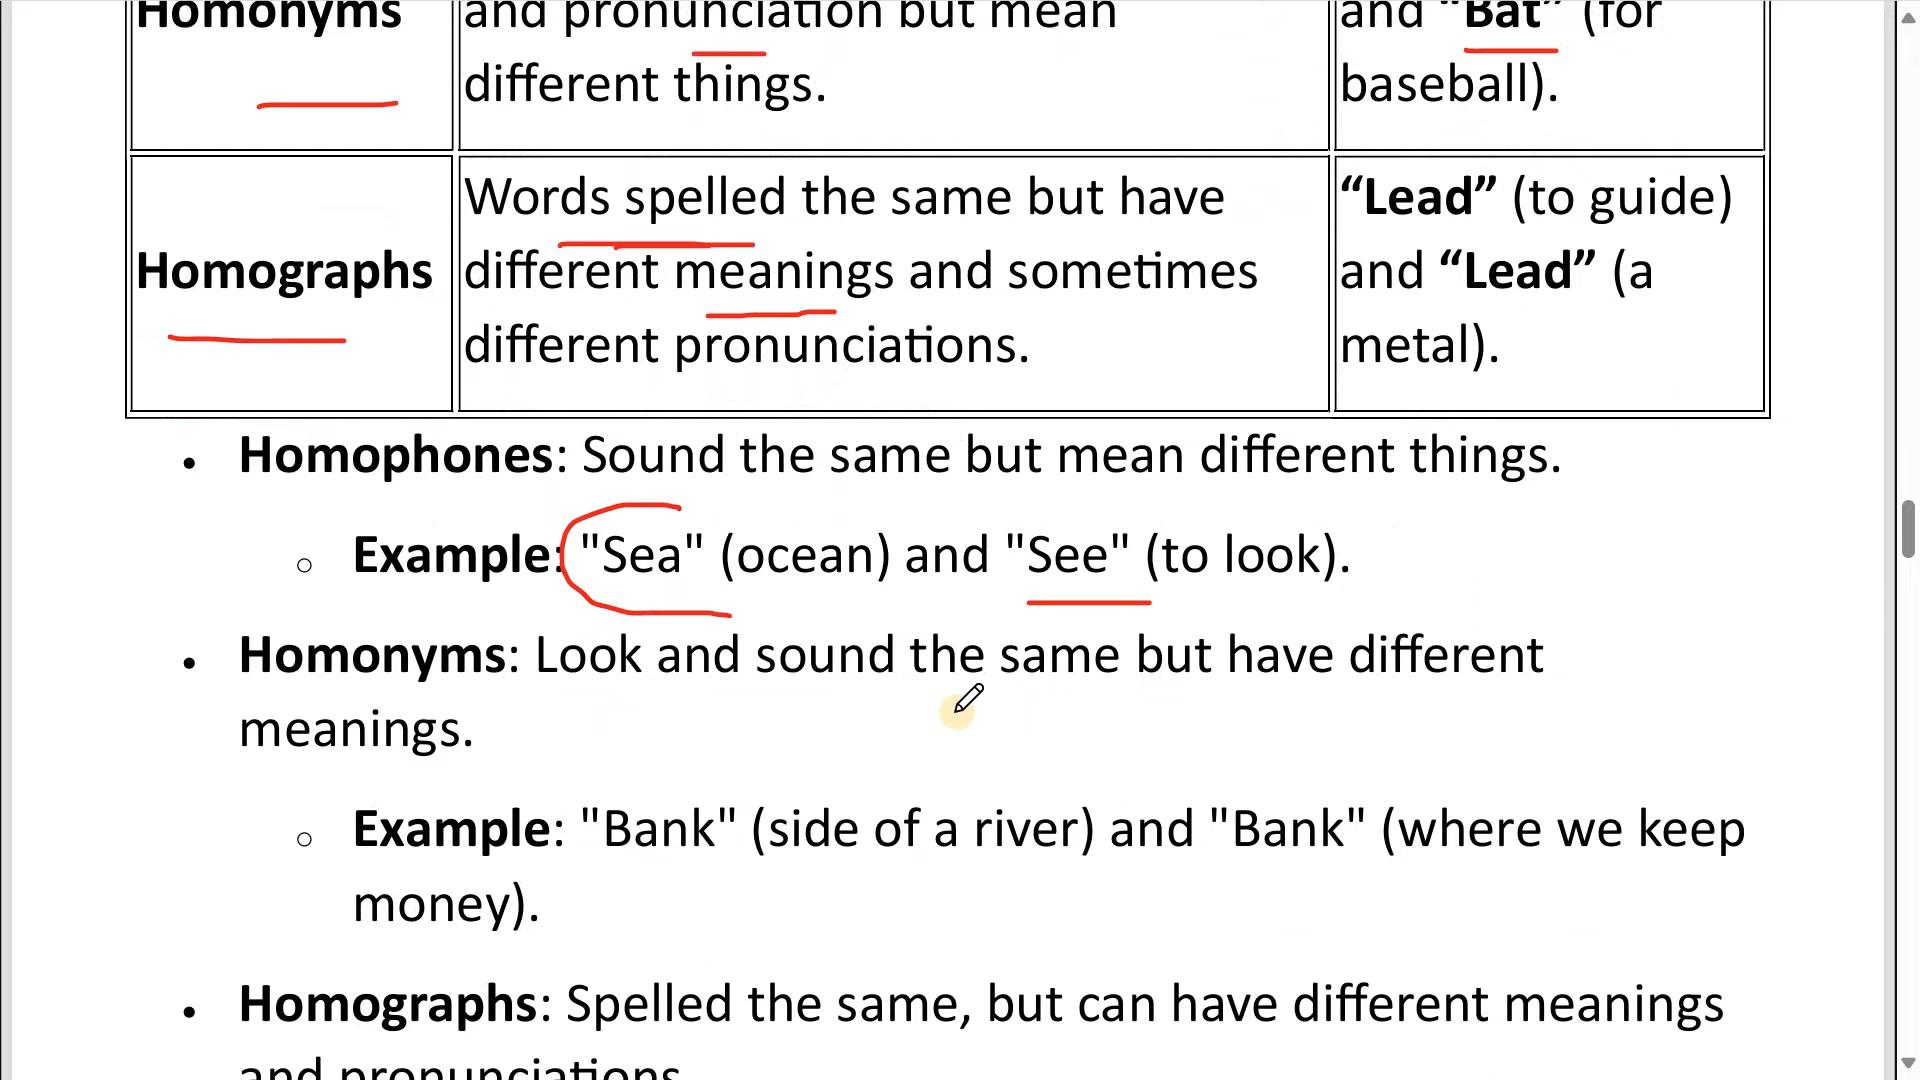 Homonyms
and pronunciation but mean
different things.
and "Bat" (for
baseball).
Homographs
Words spelled the same but have
different meanings and sometimes
different pronunciations.
“Lead” (to guide)
and “Lead” (a
metal).
• Homophones: Sound the same but mean different things.
○ Example: "Sea" (ocean) and "See" (to look).
• Homonyms: Look and sound the same but have different
meanings.
○ Example: "Bank" (side of a river) and "Bank" (where we keep
money).
• Homographs: Spelled the same, but can have different meanings
and pronunciations